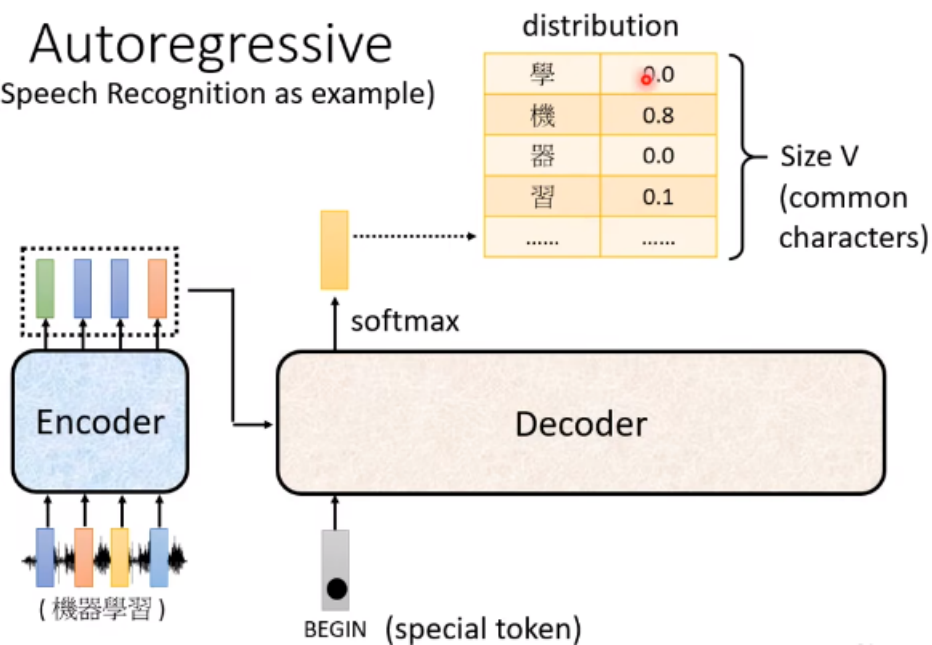 Autoregressive
Speech Recognition as example)
distribution
學 0.0
機 0.8
器 0.0
習 0.1
...... ......
Size V
(common
characters)
softmax
Encoder
Decoder
(機器學習)
BEGIN (special token)